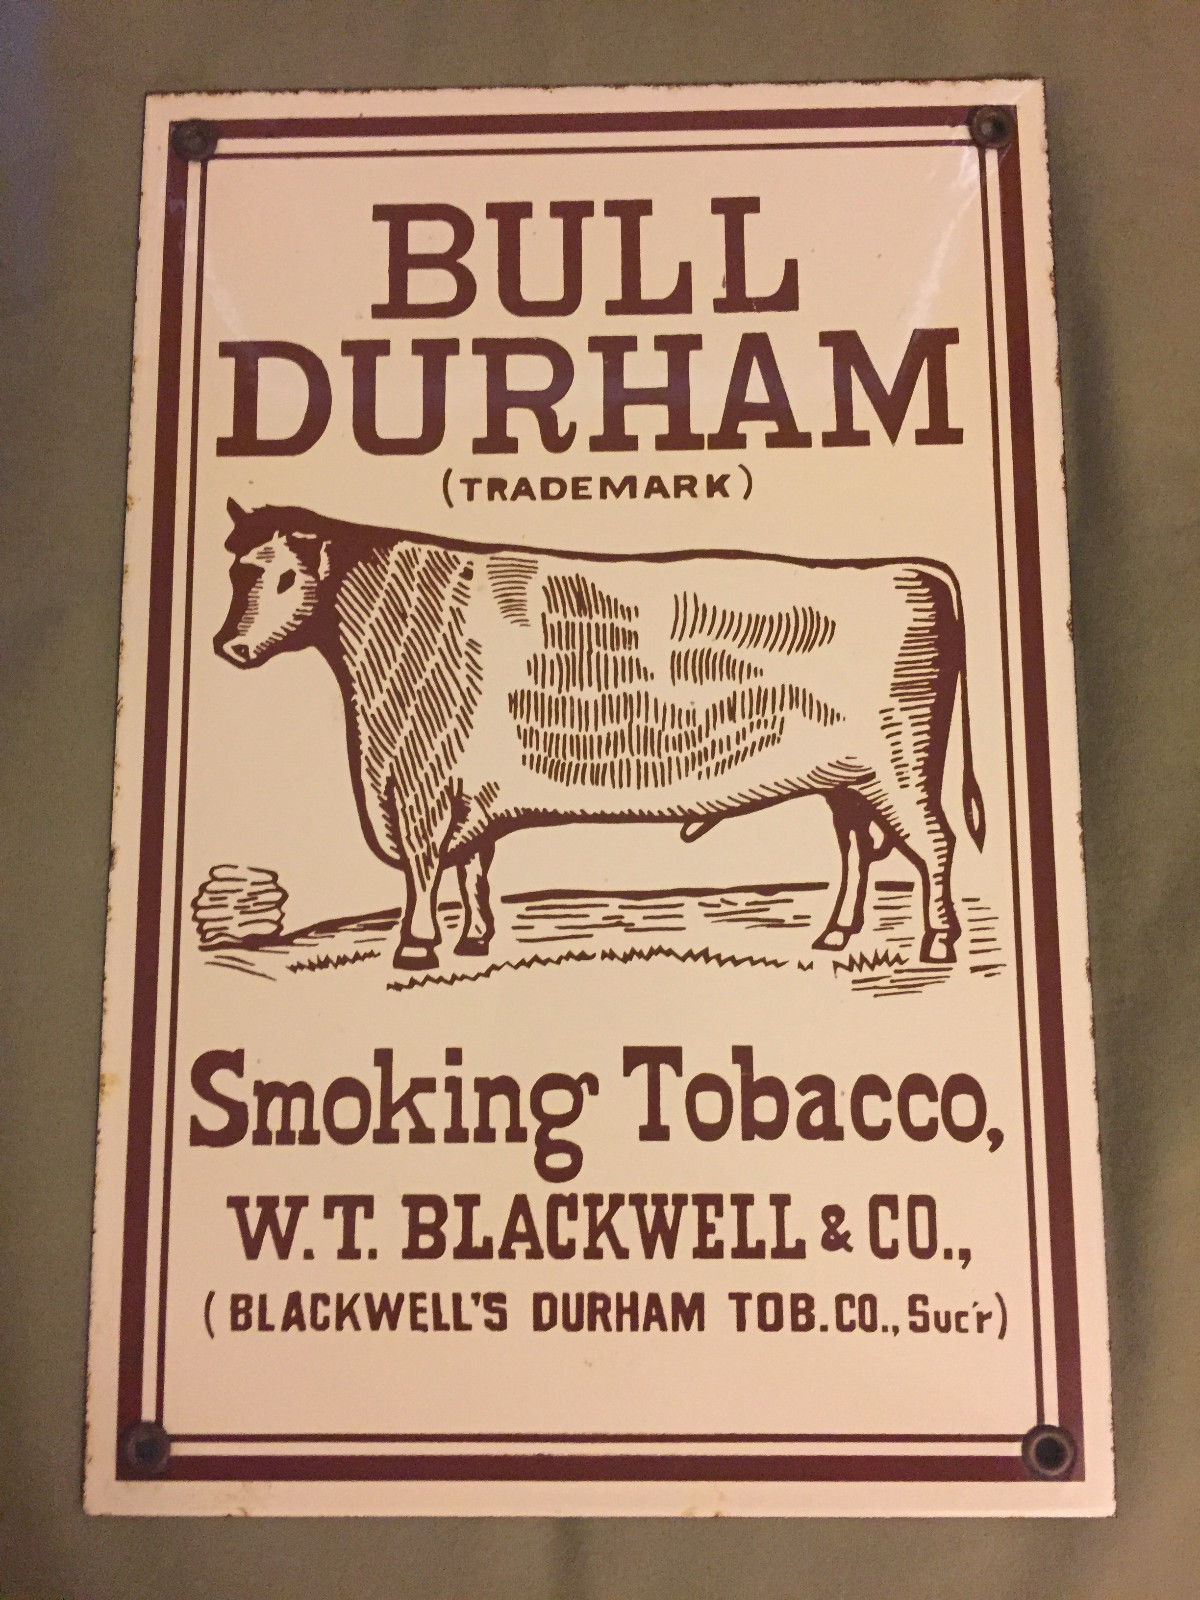 BULL
DURHAM
(TRADEMARK)
Smoking Tobacco,
W.T. BLACKWELL & CO.,
(BLACKWELL'S DURHAM TOB.CO., Suc'r)